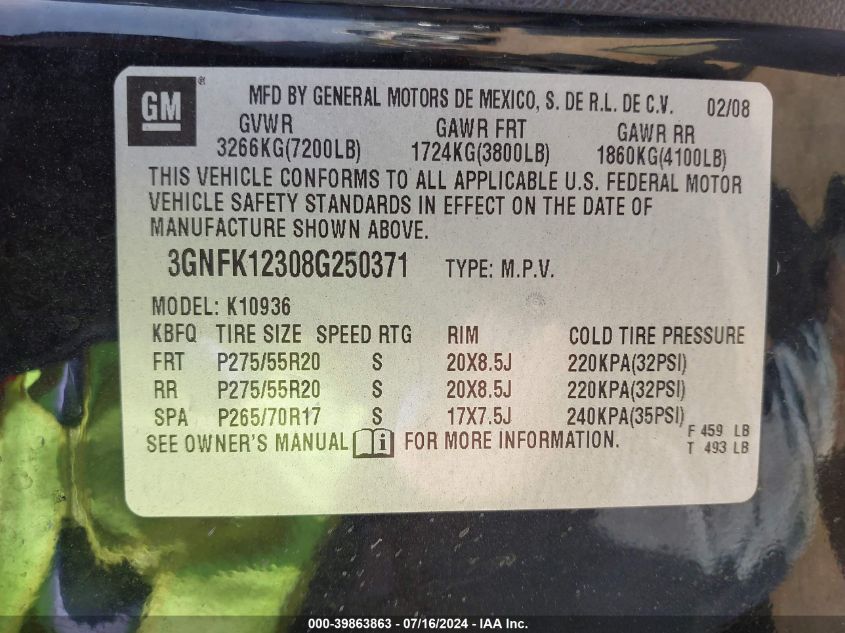 GM ® MFD BY GENERAL MOTORS DE MEXICO, S. DE R.L. DE C.V. 02/08
GVWR GAWR FRT GAWR RR
3266KG(7200LB) 1724KG(3800LB) 1860KG(4100LB)
THIS VEHICLE CONFORMS TO ALL APPLICABLE U.S. FEDERAL MOTOR
VEHICLE SAFETY STANDARDS IN EFFECT ON THE DATE OF
MANUFACTURE SHOWN ABOVE.
3GNFK12308G250371 TYPE: M.P.V.
MODEL: K10936
KBFQ TIRE SIZE SPEED RTG RIM COLD TIRE PRESSURE
FRT P275/55R20 S 20X8.5J 220KPA(32PSI)
RR P275/55R20 S 20X8.5J 220KPA(32PSI)
SPA P265/70R17 S 17X7.5J 240KPA(35PSI)
SEE OWNER'S MANUAL i FOR MORE INFORMATION.
F 459 LB
T 493 LB
000-39863863 - 07/16/2024 - IAA Inc.